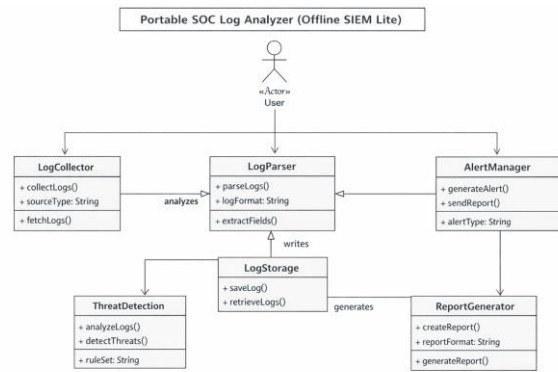 Portable SOC Log Analyzer (Offline SIEM Lite)
«Actor»
User
LogCollector
+ collectLogs()
+ sourceType: String
+ fetchLogs()
analyzes
LogParser
+ parseLogs()
+ logFormat: String
+ extractFields()
AlertManager
+ generateAlert()
+ sendReport()
+ alertType: String
writes
LogStorage
+ saveLog()
+ retrieveLogs()
generates
ThreatDetection
+ analyzeLogs()
+ detectThreats()
+ ruleSet: String
ReportGenerator
+ createReport()
+ reportFormat: String
+ generateReport()